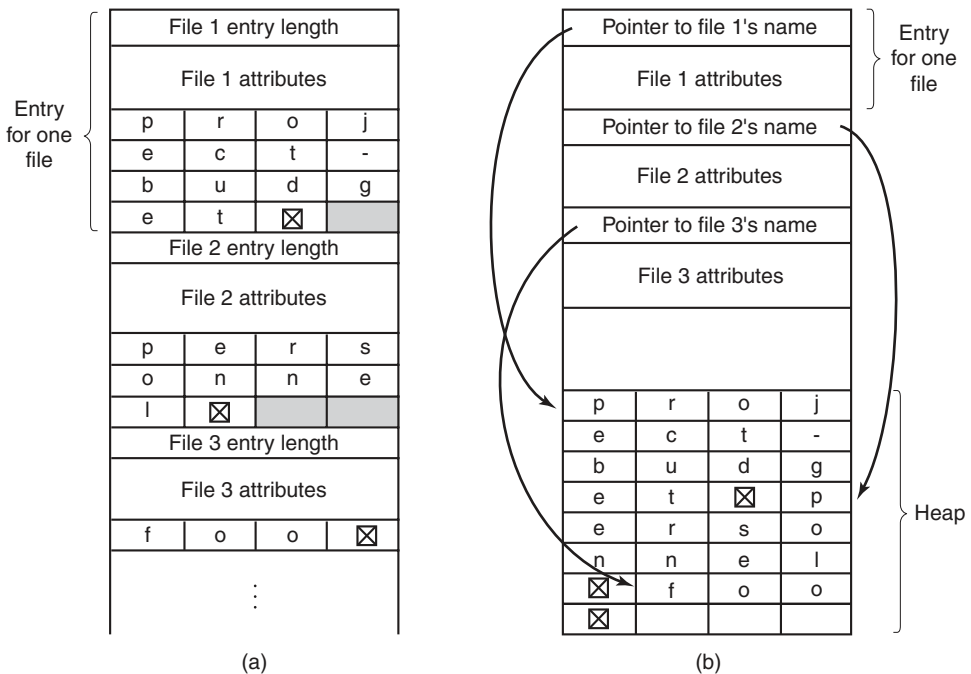 File 1 entry length
File 1 attributes
Entry
for one
file
p r o j
e c t -
b u d g
e t
File 2 entry length
File 2 attributes
p e r s
o n n e
l
File 3 entry length
File 3 attributes
f o o
(a)
Pointer to file 1's name
File 1 attributes
Entry
for one
file
Pointer to file 2's name
File 2 attributes
Pointer to file 3's name
File 3 attributes
p r o j
e c t -
b u d g
e t p
e r s o
n n e l
f o o
Heap
(b)